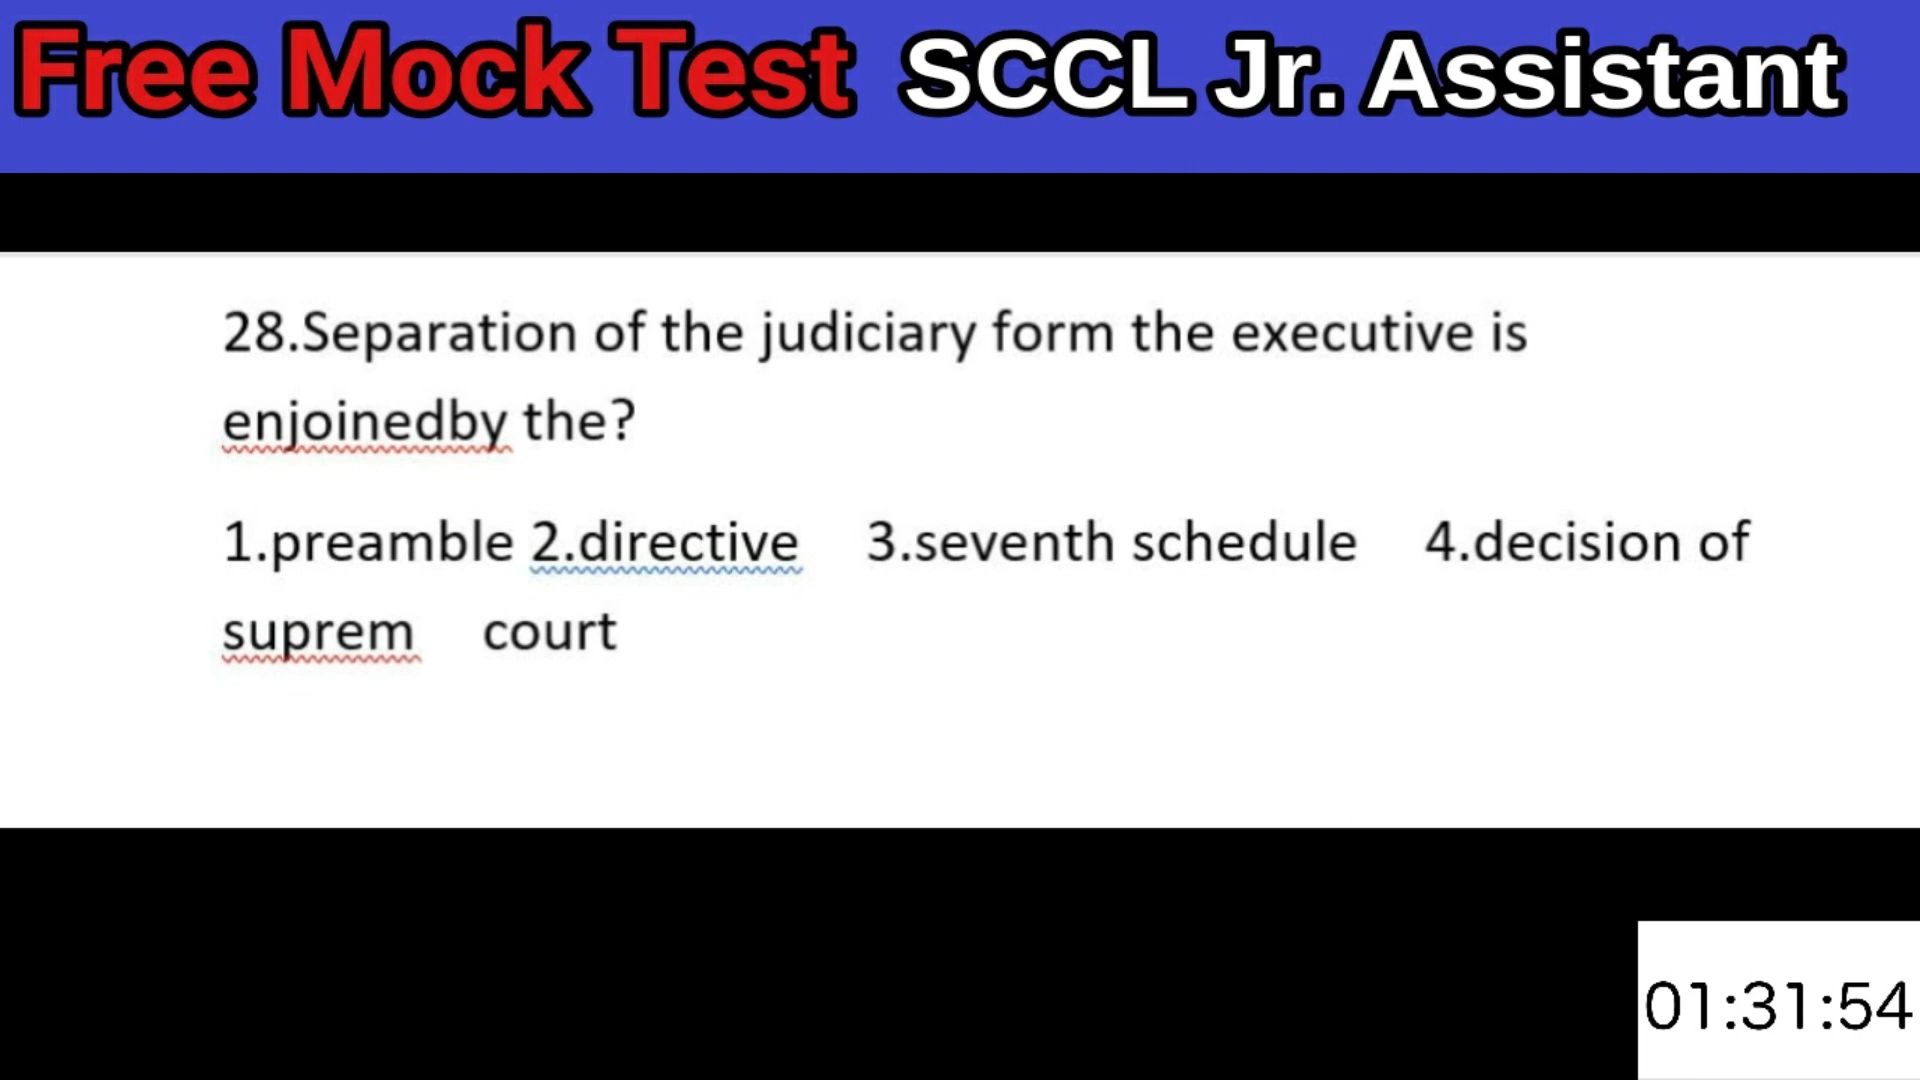 Free Mock Test SCCL Jr. Assistant
28.Separation of the judiciary form the executive is
enjoinedby the?
1.preamble 2.directive 3.seventh schedule 4.decision of
suprem court
01:31:54